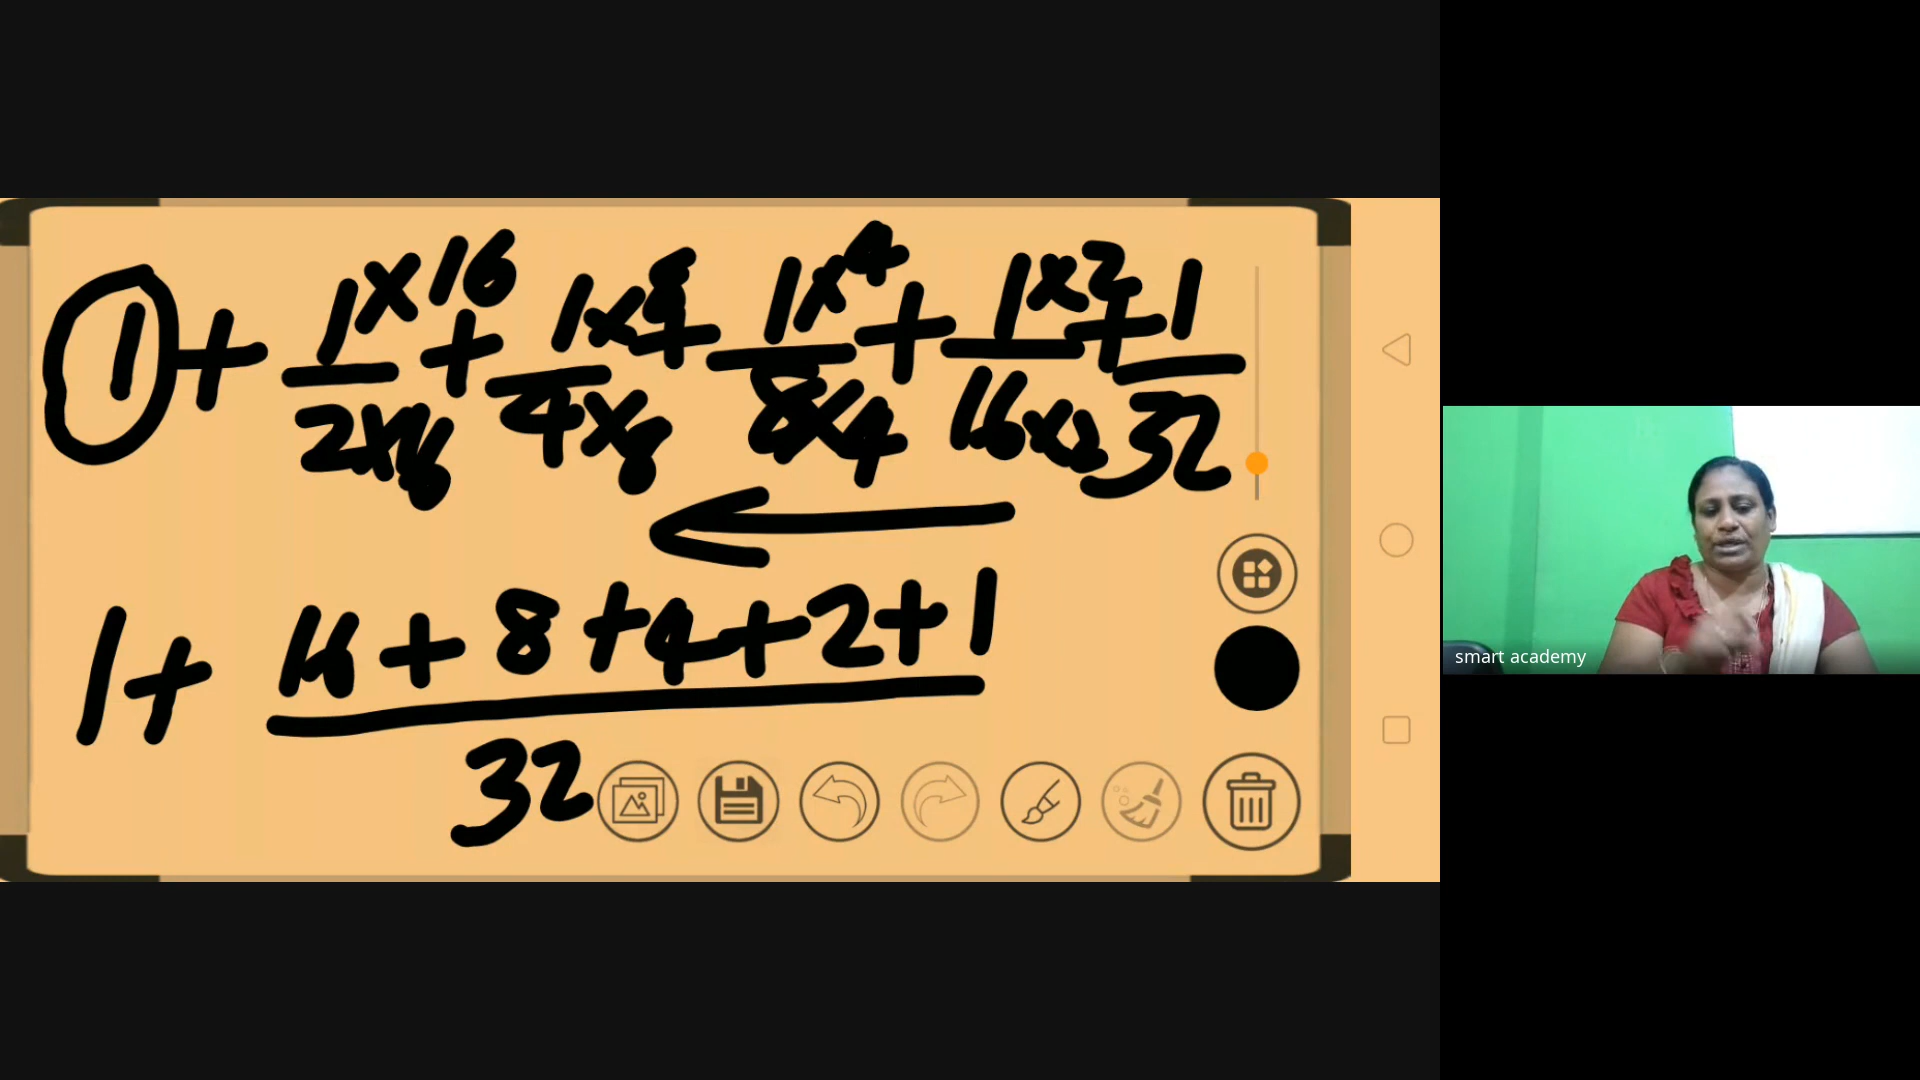 1 + 1×16 + 1×8 + 1×4 + 1×2 + 1
2×16 4×8 8×4 16×2 32
1 + 16 + 8 + 4 + 2 + 1
32
smart academy